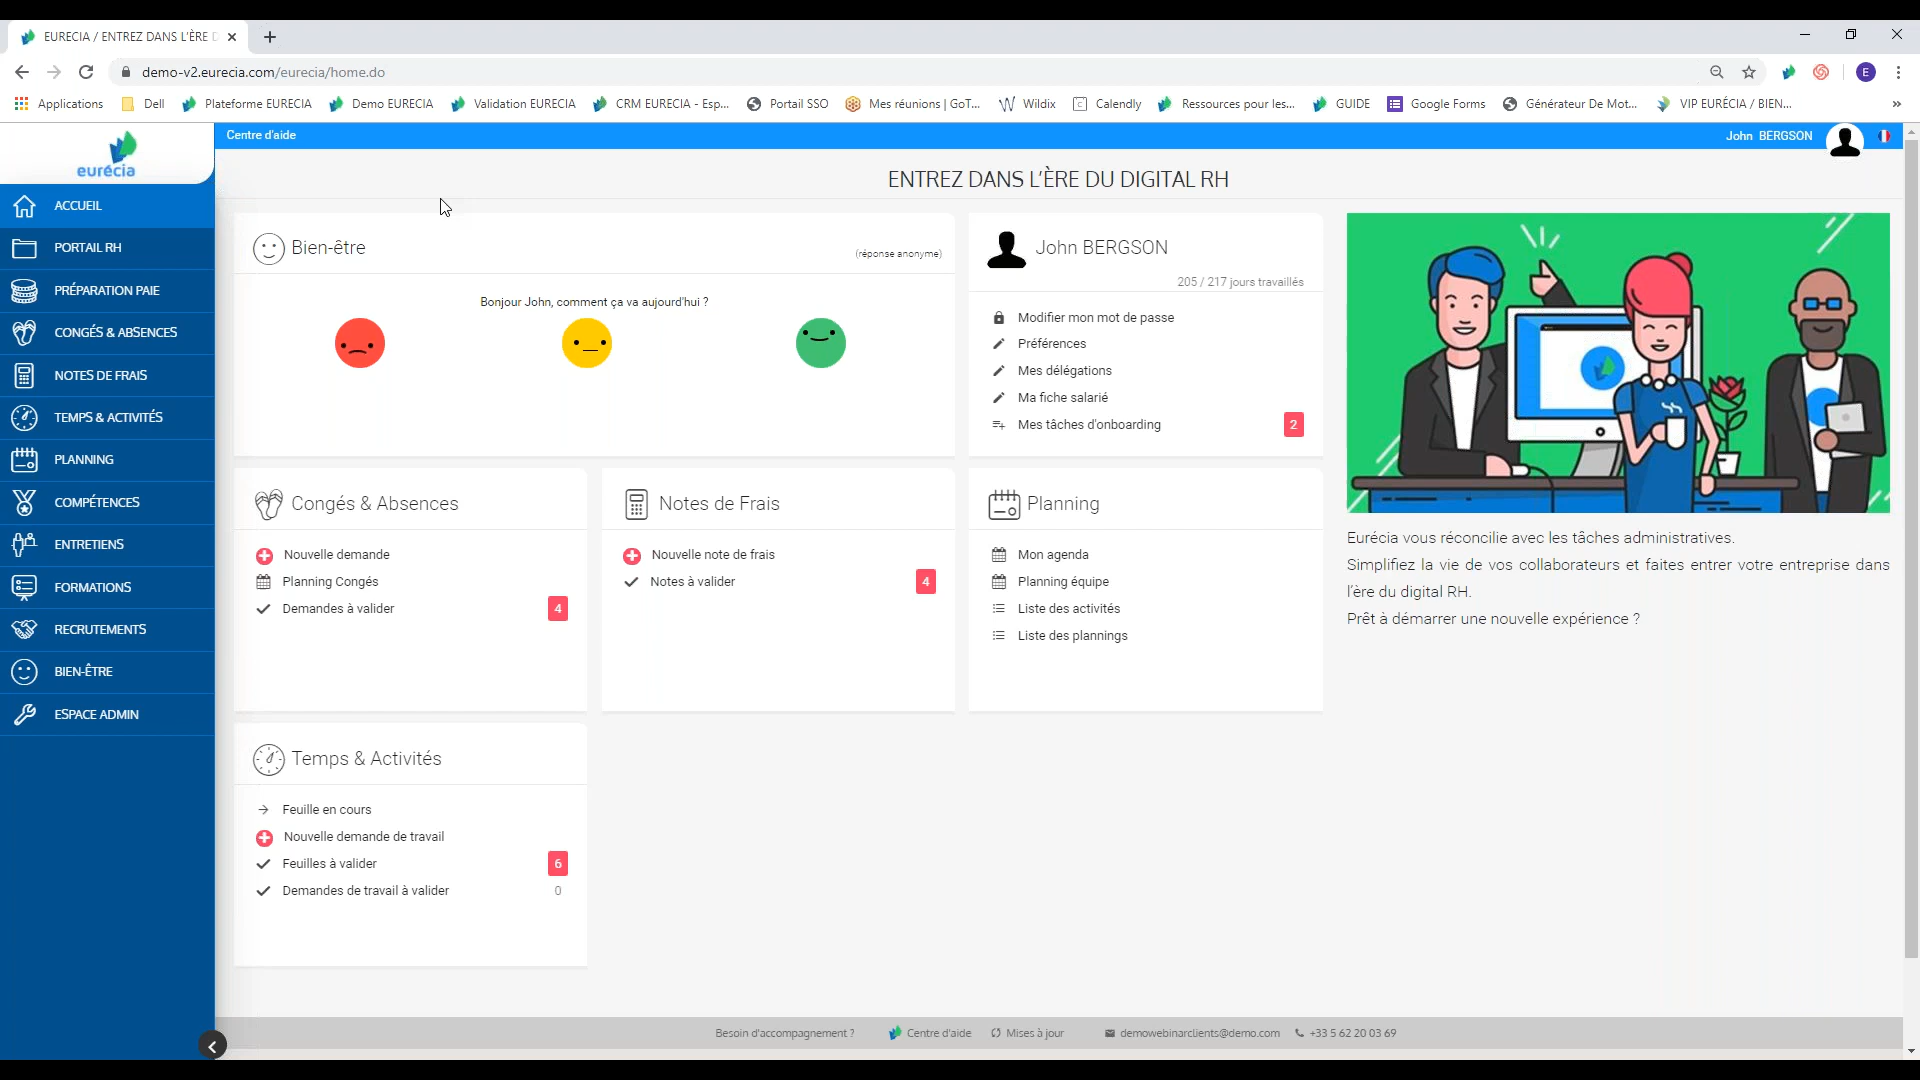 EURECIA / ENTREZ DANS L'ÈRE D
demo-v2.eurecia.com/eurecia/home.do
E
Applications
Dell
Plateforme EURECIA
Demo EURECIA
Validation EURECIA
CRM EURECIA - Esp...
Portail SSO
Mes réunions | GoT...
Wildix
Calendly
Ressources pour les...
GUIDE
Google Forms
Générateur De Mot...
VIP EURÉCIA / BIEN...
»
eurécia
Centre d'aide
John BERGSON
ACCUEIL
PORTAIL RH
PRÉPARATION PAIE
CONGÉS & ABSENCES
NOTES DE FRAIS
TEMPS & ACTIVITÉS
PLANNING
COMPÉTENCES
ENTRETIENS
FORMATIONS
RECRUTEMENTS
BIEN-ÊTRE
ESPACE ADMIN
ENTREZ DANS L'ÈRE DU DIGITAL RH
Bien-être
(réponse anonyme)
Bonjour John, comment ça va aujourd'hui ?
John BERGSON
205 / 217 jours travaillés
Modifier mon mot de passe
Préférences
Mes délégations
Ma fiche salarié
Mes tâches d'onboarding 2
Congés & Absences
Nouvelle demande
Planning Congés
Demandes à valider 4
Notes de Frais
Nouvelle note de frais
Notes à valider 4
Planning
Mon agenda
Planning équipe
Liste des activités
Liste des plannings
Eurécia vous réconcilie avec les tâches administratives.
Simplifiez la vie de vos collaborateurs et faites entrer votre entreprise dans
l'ère du digital RH.
Prêt à démarrer une nouvelle expérience ?
Temps & Activités
Feuille en cours
Nouvelle demande de travail
Feuilles à valider 6
Demandes de travail à valider 0
Besoin d'accompagnement ?
Centre d'aide
Mises à jour
demowebinarclients@demo.com
+33 5 62 20 03 69